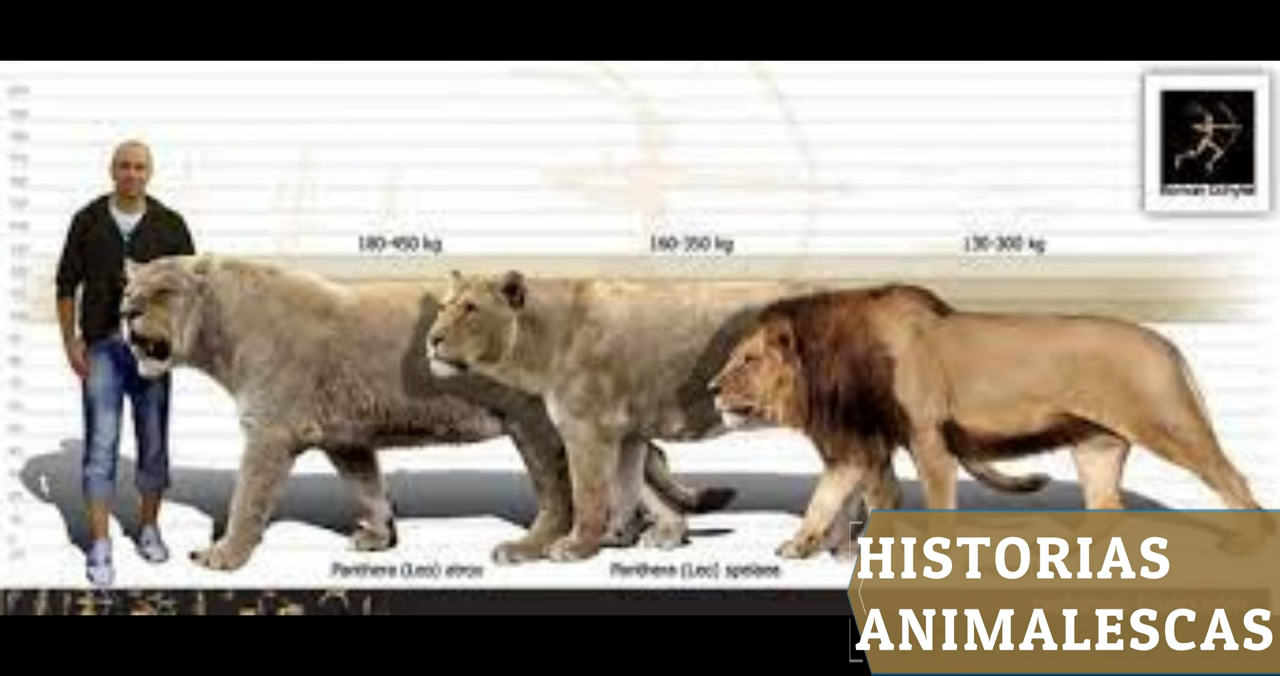 180-450 kg
160-350 kg
130-300 kg
Panthera (Leo) atrox
Panthera (Leo) spelaea
HISTORIAS
ANIMALESCAS